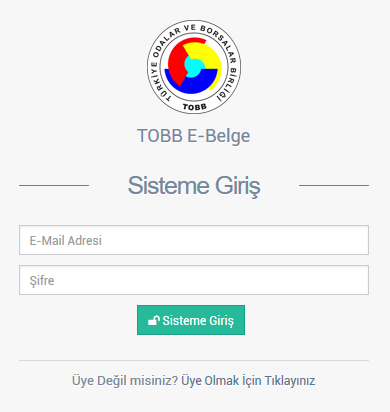 TÜRKİYE ODALAR VE BORSALAR BİRLİĞİ
TOBB
TOBB E-Belge
Sisteme Giriş
E-Mail Adresi
Şifre
Sisteme Giriş
Üye Değil misiniz? Üye Olmak İçin Tıklayınız